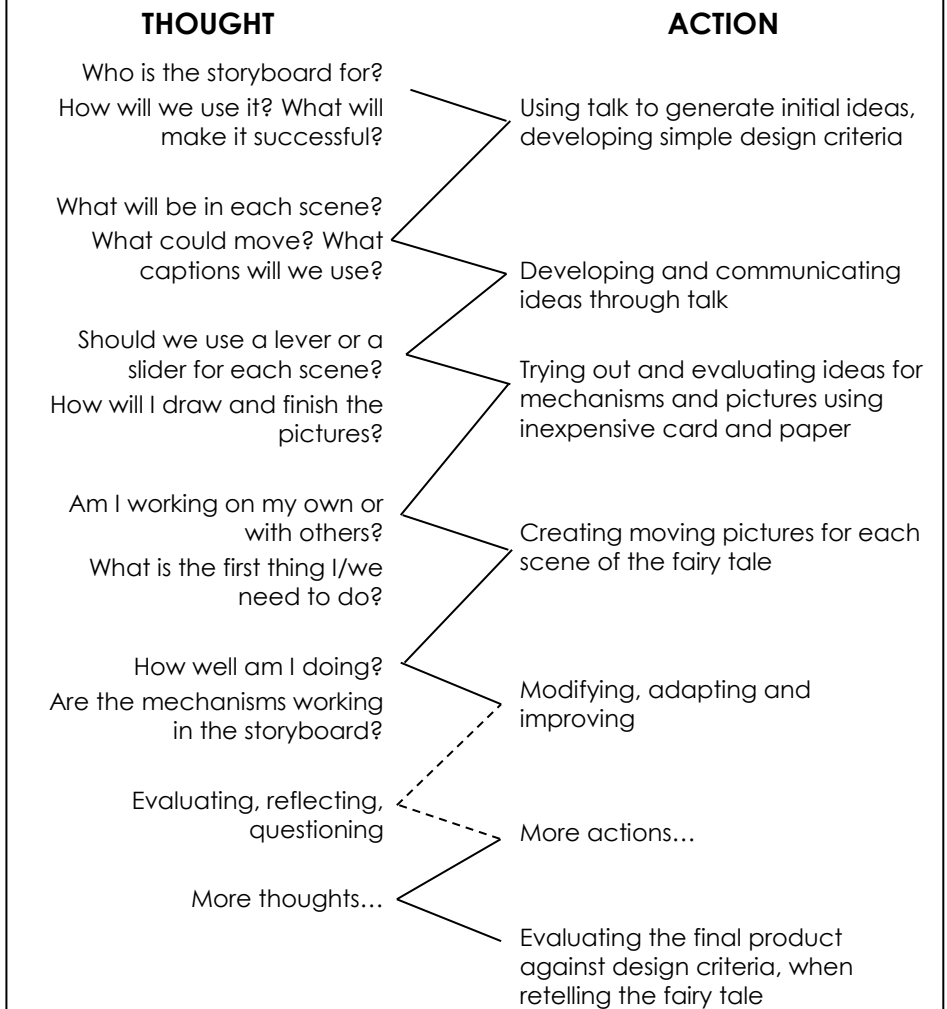 THOUGHT
ACTION
Who is the storyboard for?
How will we use it? What will
make it successful?
Using talk to generate initial ideas,
developing simple design criteria
What will be in each scene?
What could move? What
captions will we use?
Developing and communicating
ideas through talk
Should we use a lever or a
slider for each scene?
How will I draw and finish the
pictures?
Trying out and evaluating ideas for
mechanisms and pictures using
inexpensive card and paper
Am I working on my own or
with others?
What is the first thing I/we
need to do?
Creating moving pictures for each
scene of the fairy tale
How well am I doing?
Are the mechanisms working
in the storyboard?
Modifying, adapting and
improving
Evaluating, reflecting,
questioning
More actions…
More thoughts…
Evaluating the final product
against design criteria, when
retelling the fairy tale